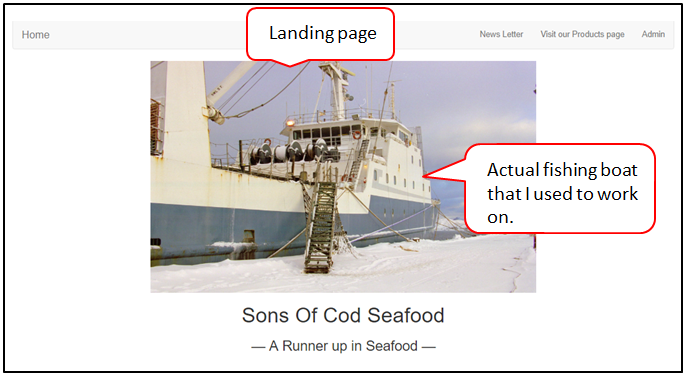 Landing page
Home News Letter Visit our Products page Admin
Actual fishing boat
that I used to work
on.
Sons Of Cod Seafood
— A Runner up in Seafood —